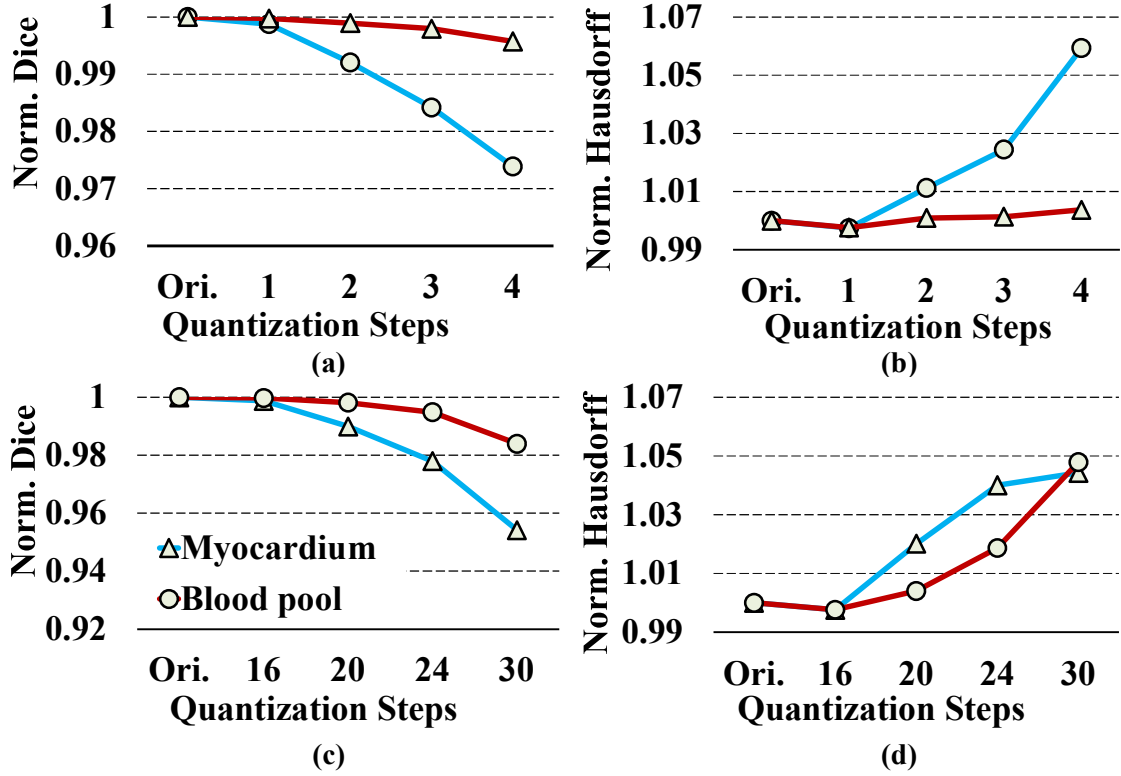 Norm. Dice
1
0.99
0.98
0.97
0.96
Ori. 1 2 3 4
Quantization Steps
(a)
Norm. Hausdorff
1.07
1.05
1.03
1.01
0.99
Ori. 1 2 3 4
Quantization Steps
(b)
Norm. Dice
1
0.98
0.96
0.94
0.92
Myocardium
Blood pool
Ori. 16 20 24 30
Quantization Steps
(c)
Norm. Hausdorff
1.07
1.05
1.03
1.01
0.99
Ori. 16 20 24 30
Quantization Steps
(d)